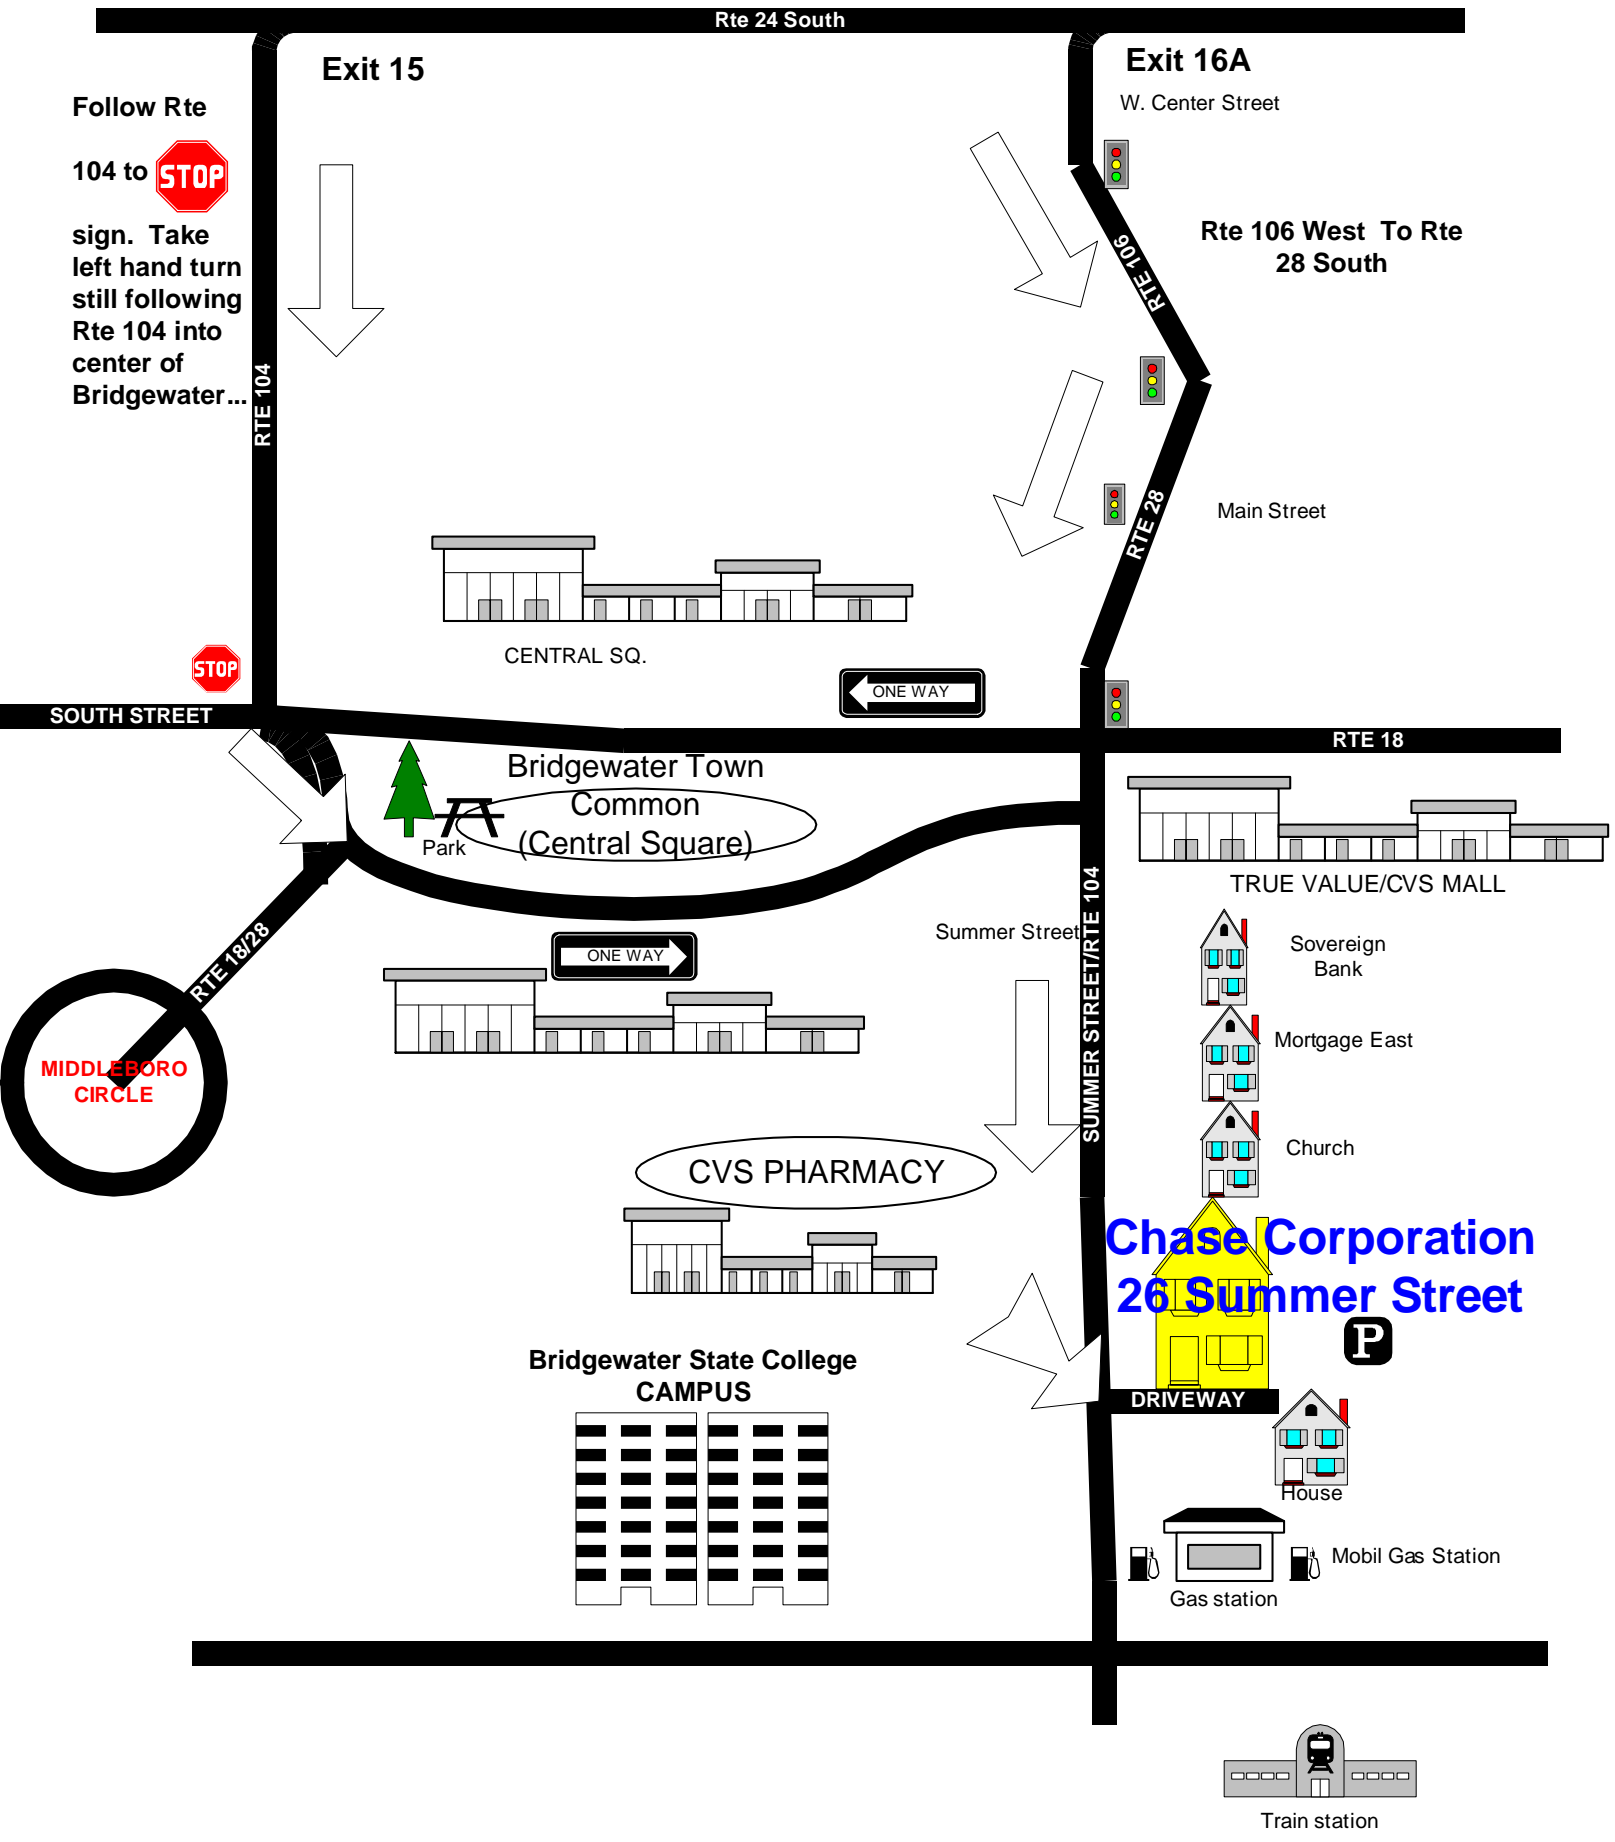 Rte 24 South
Exit 15
Exit 16A
W. Center Street
Follow Rte
104 to STOP
sign. Take
left hand turn
still following
Rte 104 into
center of
Bridgewater...
RTE 104
RTE 106
Rte 106 West To Rte
28 South
RTE 28
Main Street
CENTRAL SQ.
STOP
ONE WAY
SOUTH STREET
RTE 18
Bridgewater Town
Common
(Central Square)
Park
TRUE VALUE/CVS MALL
SUMMER STREET/RTE 104
Summer Street
ONE WAY
RTE 18/28
Sovereign
Bank
Mortgage East
MIDDLEBORO
CIRCLE
Church
CVS PHARMACY
Chase Corporation
26 Summer Street
P
Bridgewater State College
CAMPUS
DRIVEWAY
House
Mobil Gas Station
Gas station
Train station